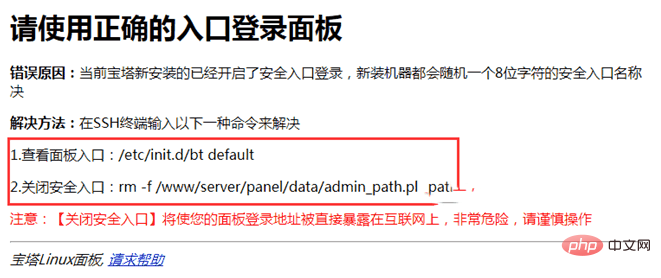 请使用正确的入口登录面板
错误原因：当前宝塔新安装的已经开启了安全入口登录，新装机器都会随机一个8位字符的安全入口名称
决
解决方法：在SSH终端输入以下一种命令来解决
1.查看面板入口：/etc/init.d/bt default
2.关闭安全入口：rm -f /www/server/panel/data/admin_path.pl
注意：【关闭安全入口】将使您的面板登录地址被直接暴露在互联网上，非常危险，请谨慎操作
宝塔Linux面板, 请求帮助
php 中文网